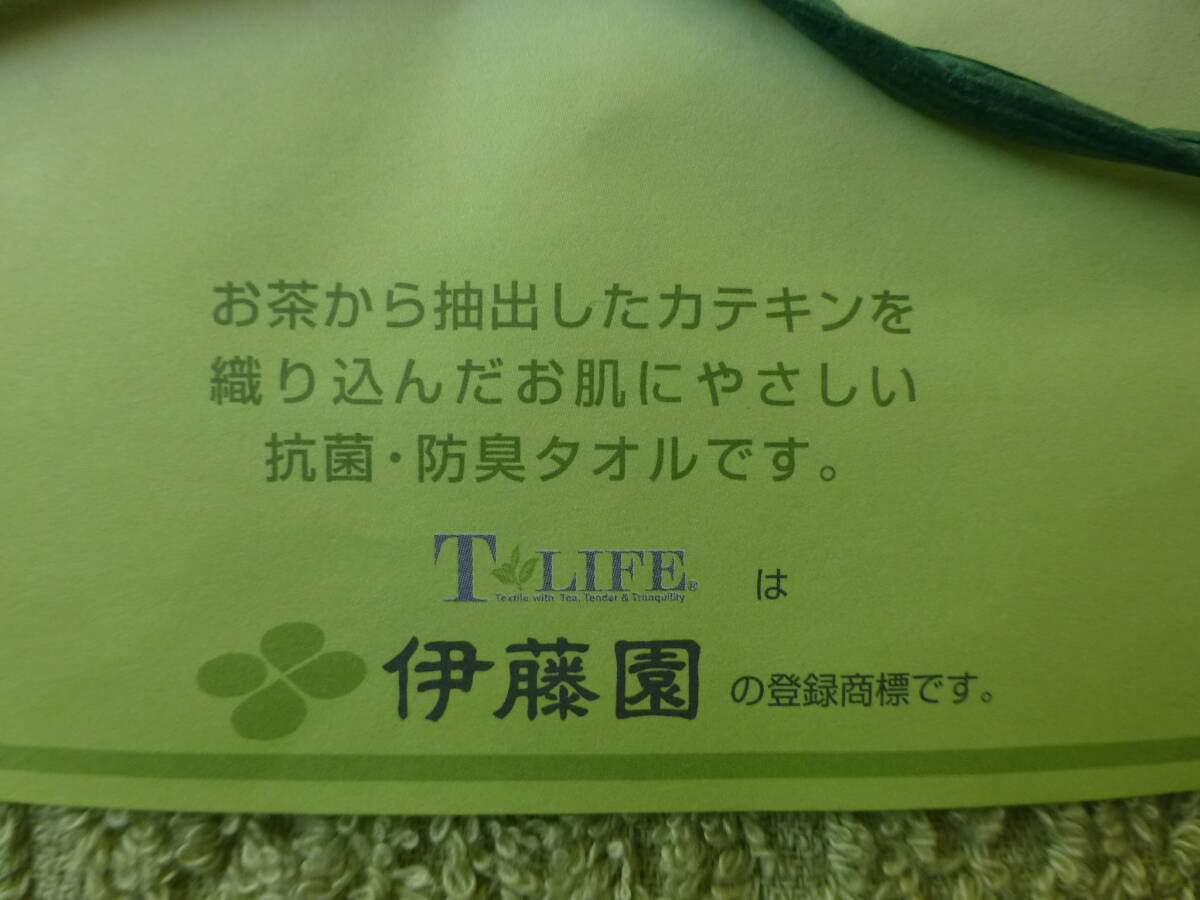 お茶から抽出したカテキンを
織り込んだお肌にやさしい
抗菌・防臭タオルです。
T LIFE® は
Textile with Tea, Tender & Tranquility
伊藤園の登録商標です。